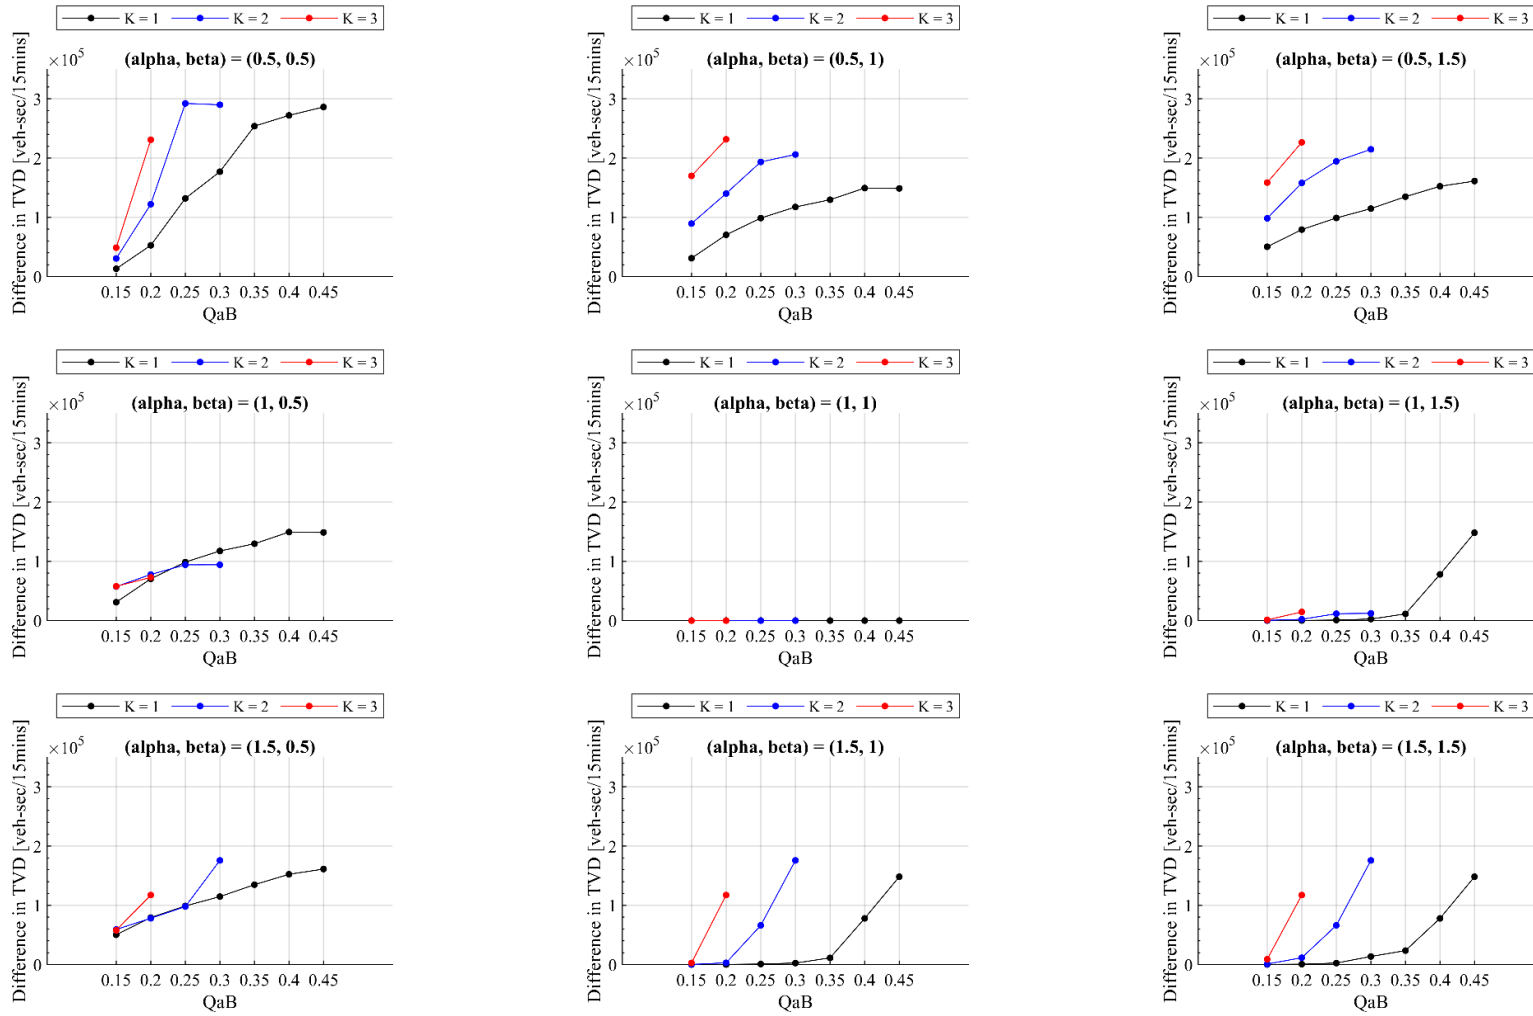 K = 1 K = 2 K = 3
(alpha, beta) = (0.5, 0.5)
×10^5
Difference in TVD [veh-sec/15mins]
3
2
1
0
0.15 0.2 0.25 0.3 0.35 0.4 0.45
QaB
K = 1 K = 2 K = 3
(alpha, beta) = (0.5, 1)
×10^5
Difference in TVD [veh-sec/15mins]
3
2
1
0
0.15 0.2 0.25 0.3 0.35 0.4 0.45
QaB
K = 1 K = 2 K = 3
(alpha, beta) = (0.5, 1.5)
×10^5
Difference in TVD [veh-sec/15mins]
3
2
1
0
0.15 0.2 0.25 0.3 0.35 0.4 0.45
QaB
K = 1 K = 2 K = 3
(alpha, beta) = (1, 0.5)
×10^5
Difference in TVD [veh-sec/15mins]
3
2
1
0
0.15 0.2 0.25 0.3 0.35 0.4 0.45
QaB
K = 1 K = 2 K = 3
(alpha, beta) = (1, 1)
×10^5
Difference in TVD [veh-sec/15mins]
3
2
1
0
0.15 0.2 0.25 0.3 0.35 0.4 0.45
QaB
K = 1 K = 2 K = 3
(alpha, beta) = (1, 1.5)
×10^5
Difference in TVD [veh-sec/15mins]
3
2
1
0
0.15 0.2 0.25 0.3 0.35 0.4 0.45
QaB
K = 1 K = 2 K = 3
(alpha, beta) = (1.5, 0.5)
×10^5
Difference in TVD [veh-sec/15mins]
3
2
1
0
0.15 0.2 0.25 0.3 0.35 0.4 0.45
QaB
K = 1 K = 2 K = 3
(alpha, beta) = (1.5, 1)
×10^5
Difference in TVD [veh-sec/15mins]
3
2
1
0
0.15 0.2 0.25 0.3 0.35 0.4 0.45
QaB
K = 1 K = 2 K = 3
(alpha, beta) = (1.5, 1.5)
×10^5
Difference in TVD [veh-sec/15mins]
3
2
1
0
0.15 0.2 0.25 0.3 0.35 0.4 0.45
QaB